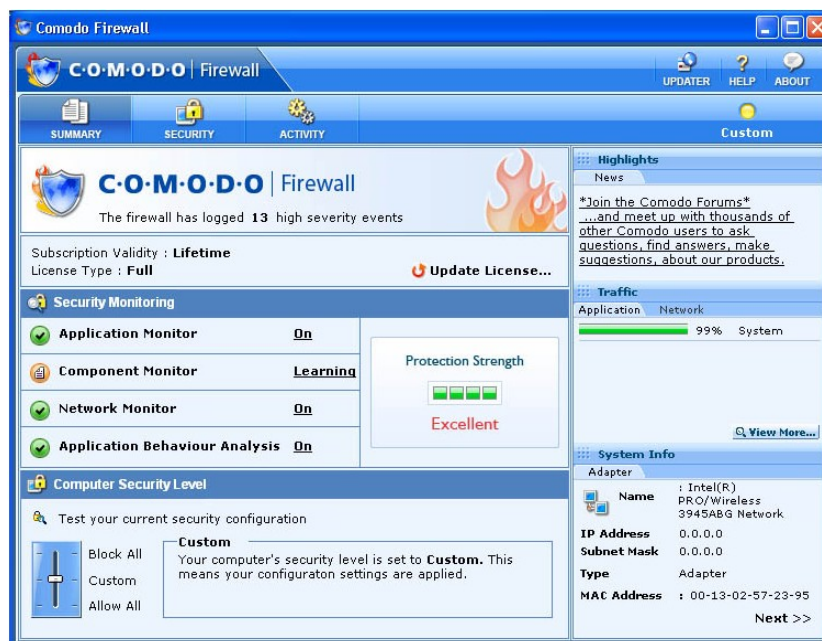 Comodo Firewall
C·O·M·O·D·O | Firewall
UPDATER HELP ABOUT
SUMMARY SECURITY ACTIVITY
Custom
C·O·M·O·D·O | Firewall
The firewall has logged 13 high severity events
Subscription Validity : Lifetime
License Type : Full
Update License...
Security Monitoring
Application Monitor On
Component Monitor Learning
Network Monitor On
Application Behaviour Analysis On
Protection Strength
Excellent
Computer Security Level
Test your current security configuration
Block All
Custom
Allow All
Custom
Your computer's security level is set to Custom. This
means your configuraton settings are applied.
Highlights
News
*Join the Comodo Forums*
...and meet up with thousands of
other Comodo users to ask
questions, find answers, make
suggestions, about our products.
Traffic
Application Network
99% System
View More...
System Info
Adapter
Name : Intel(R)
PRO/Wireless
3945ABG Network
IP Address 0.0.0.0
Subnet Mask 0.0.0.0
Type Adapter
MAC Address : 00-13-02-57-23-95
Next >>